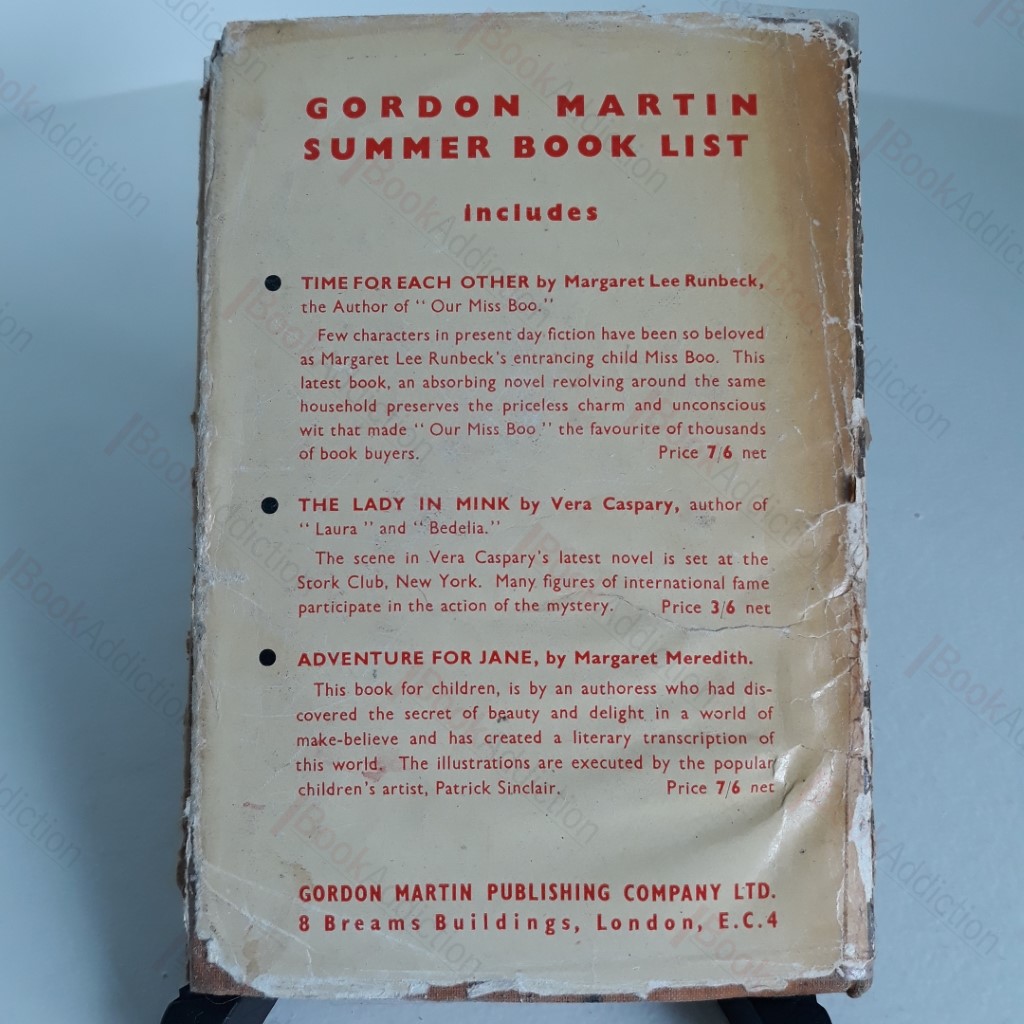 GORDON MARTIN
SUMMER BOOK LIST
includes
TIME FOR EACH OTHER by Margaret Lee Runbeck,
the Author of "Our Miss Boo."
Few characters in present day fiction have been so beloved
as Margaret Lee Runbeck's entrancing child Miss Boo. This
latest book, an absorbing novel revolving around the same
household preserves the priceless charm and unconscious
wit that made "Our Miss Boo" the favourite of thousands
of book buyers. Price 7/6 net
THE LADY IN MINK by Vera Caspary, author of
"Laura" and "Bedelia."
The scene in Vera Caspary's latest novel is set at the
Stork Club, New York. Many figures of international fame
participate in the action of the mystery. Price 3/6 net
ADVENTURE FOR JANE, by Margaret Meredith.
This book for children, is by an authoress who had dis-
covered the secret of beauty and delight in a world of
make-believe and has created a literary transcription of
this world. The illustrations are executed by the popular
children's artist, Patrick Sinclair. Price 7/6 net
GORDON MARTIN PUBLISHING COMPANY LTD.
8 Breams Buildings, London, E.C.4
BookAddiction